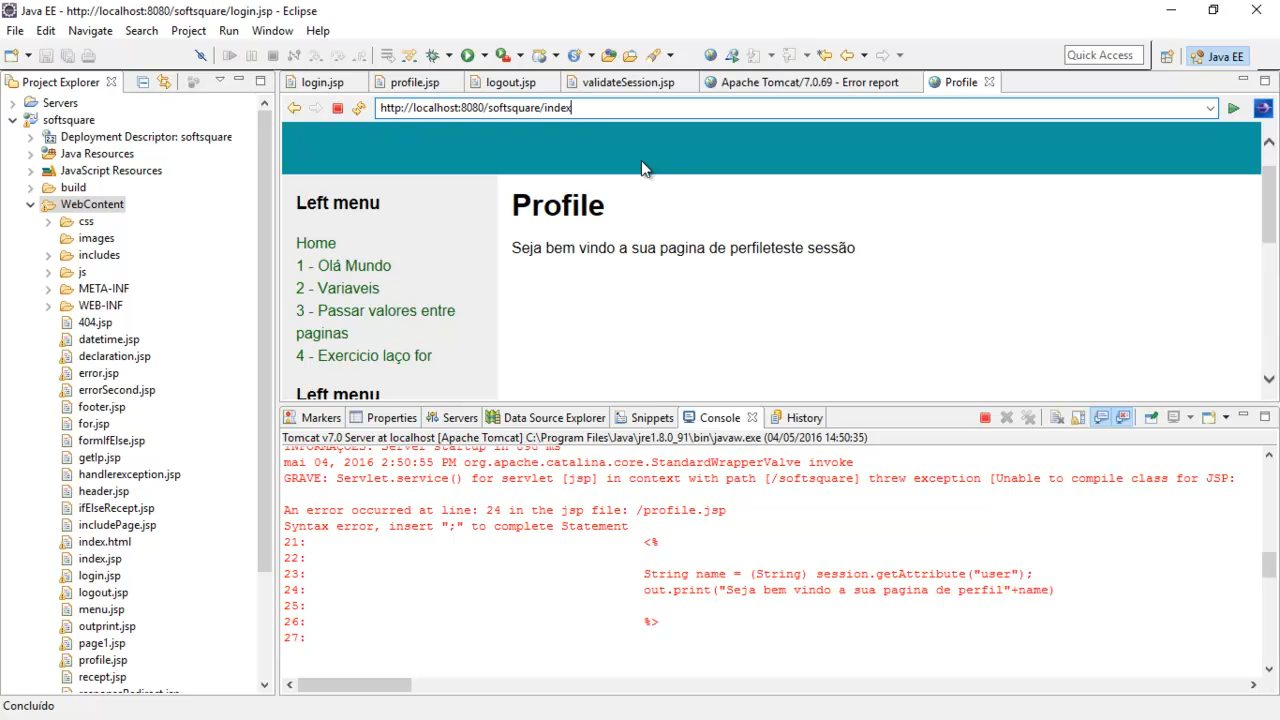 Java EE - http://localhost:8080/softsquare/login.jsp - Eclipse
File Edit Navigate Search Project Run Window Help
Quick Access
Java EE
Project Explorer
login.jsp profile.jsp logout.jsp validateSession.jsp Apache Tomcat/7.0.69 - Error report Profile
http://localhost:8080/softsquare/index
Servers
softsquare
Deployment Descriptor: softsquare
Java Resources
JavaScript Resources
build
WebContent
css
images
includes
js
META-INF
WEB-INF
404.jsp
datetime.jsp
declaration.jsp
error.jsp
errorSecond.jsp
footer.jsp
for.jsp
formIfElse.jsp
getIp.jsp
handlerexception.jsp
header.jsp
ifElseRecept.jsp
includePage.jsp
index.html
index.jsp
login.jsp
logout.jsp
menu.jsp
outprint.jsp
page1.jsp
profile.jsp
recept.jsp
responseRedirect.jsp
Left menu
Home
1 - Olá Mundo
2 - Variaveis
3 - Passar valores entre
paginas
4 - Exercicio laço for
Left menu
Profile
Seja bem vindo a sua pagina de perfileteste sessão
Markers Properties Servers Data Source Explorer Snippets Console History
Tomcat v7.0 Server at localhost [Apache Tomcat] C:\Program Files\Java\jre1.8.0_91\bin\javaw.exe (04/05/2016 14:50:35)
INFORMAÇÕES: Server startup in 696 ms
mai 04, 2016 2:50:55 PM org.apache.catalina.core.StandardWrapperValve invoke
GRAVE: Servlet.service() for servlet [jsp] in context with path [/softsquare] threw exception [Unable to compile class for JSP:
An error occurred at line: 24 in the jsp file: /profile.jsp
Syntax error, insert ";" to complete Statement
21: <%
22:
23: String name = (String) session.getAttribute("user");
24: out.print("Seja bem vindo a sua pagina de perfil"+name)
25:
26: %>
27:
Concluído